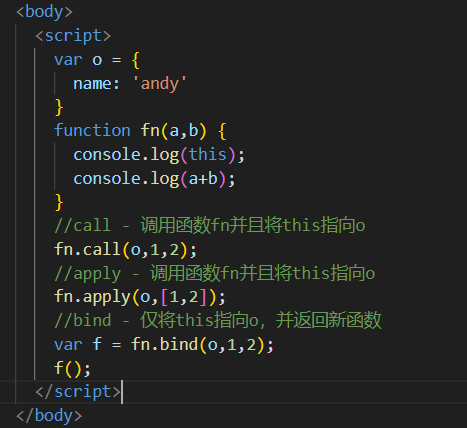 <body>
<script>
var o = {
name: 'andy'
}
function fn(a,b) {
console.log(this);
console.log(a+b);
}
//call - 调用函数fn并且将this指向o
fn.call(o,1,2);
//apply - 调用函数fn并且将this指向o
fn.apply(o,[1,2]);
//bind - 仅将this指向o, 并返回新函数
var f = fn.bind(o,1,2);
f();
</script>
</body>